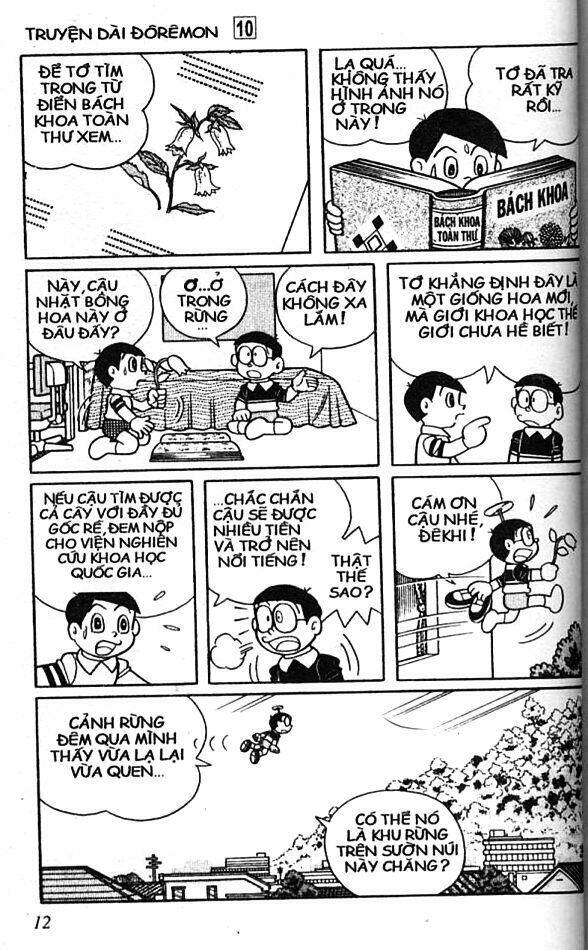 TRUYỆN DÀI ĐÔRÊMON 10
ĐỂ TỚ TÌM
TRONG TỪ
ĐIỂN BÁCH
KHOA TOÀN
THƯ XEM...
LẠ QUÁ...
KHÔNG THẤY
HÌNH ẢNH NÓ
Ở TRONG
NÀY!
TỚ ĐÃ TRA
RẤT KỸ
RỒI...
BÁCH KHOA
TOÀN THƯ
BÁCH KHOA
NÀY, CẬU
NHẶT BÔNG
HOA NÀY Ở
ĐÂU ĐẤY?
Ơ...Ở
TRONG
RỪNG
...
CÁCH ĐÂY
KHÔNG XA
LẮM!
TỚ KHẲNG ĐỊNH ĐÂY LÀ
MỘT GIỐNG HOA MỚI,
MÀ GIỚI KHOA HỌC THẾ
GIỚI CHƯA HỀ BIẾT!
NẾU CẬU TÌM ĐƯỢC
CẢ CÂY VỚI ĐẦY ĐỦ
GỐC RỄ, ĐEM NỘP
CHO VIỆN NGHIÊN
CỨU KHOA HỌC
QUỐC GIA...
...CHẮC CHẮN
CẬU SẼ ĐƯỢC
NHIỀU TIỀN
VÀ TRỞ NÊN
NỔI TIẾNG!
THẬT
THẾ
SAO?
CÁM ƠN
CẬU NHÉ,
ĐÊKHI!
CẢNH RỪNG
ĐÊM QUA MÌNH
THẤY VỪA LẠ LẠI
VỪA QUEN...
CÓ THỂ NÓ
LÀ KHU RỪNG
TRÊN SƯỜN NÚI
NÀY CHĂNG?
12